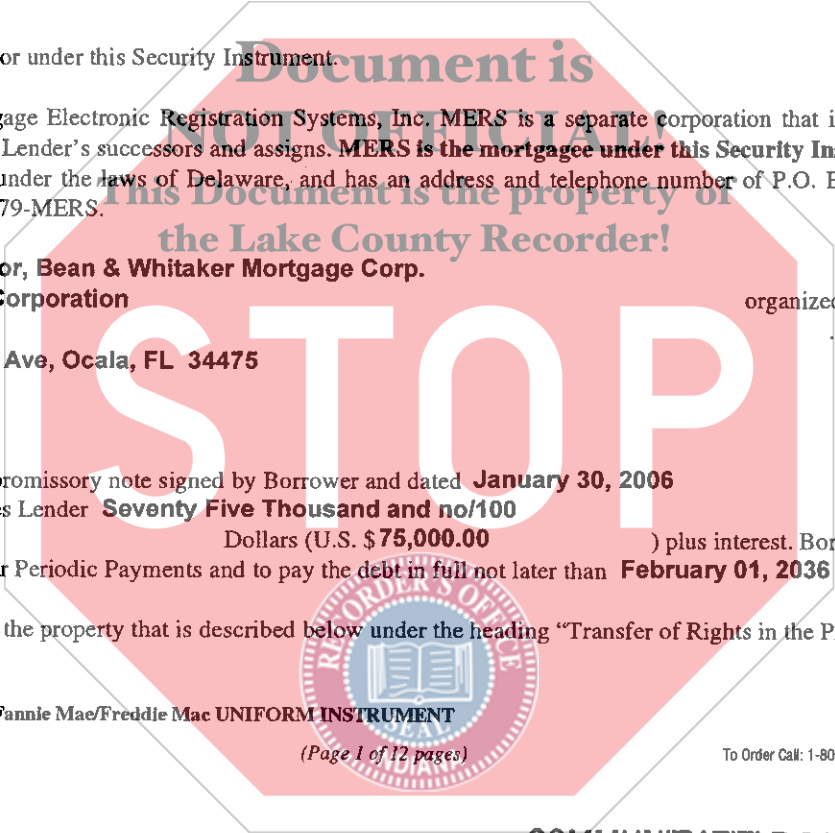 Document is
or under this Security Instrument.
NOT OFFICIAL!
gage Electronic Registration Systems, Inc. MERS is a separate corporation that i
Lender's successors and assigns. MERS is the mortgagee under this Security In
under the laws of Delaware, and has an address and telephone number of P.O. B
This Document is the property of
79-MERS.
the Lake County Recorder!
or, Bean & Whitaker Mortgage Corp.
Corporation organized
Ave, Ocala, FL 34475
STOP
promissory note signed by Borrower and dated January 30, 2006
s Lender Seventy Five Thousand and no/100
Dollars (U.S. $ 75,000.00 ) plus interest. Bor
r Periodic Payments and to pay the debt in full not later than February 01, 2036
the property that is described below under the heading “Transfer of Rights in the P
RECORDER'S OFFICE
SEAL
INDIANA
Fannie Mae/Freddie Mac UNIFORM INSTRUMENT
(Page 1 of 12 pages) To Order Call: 1-80